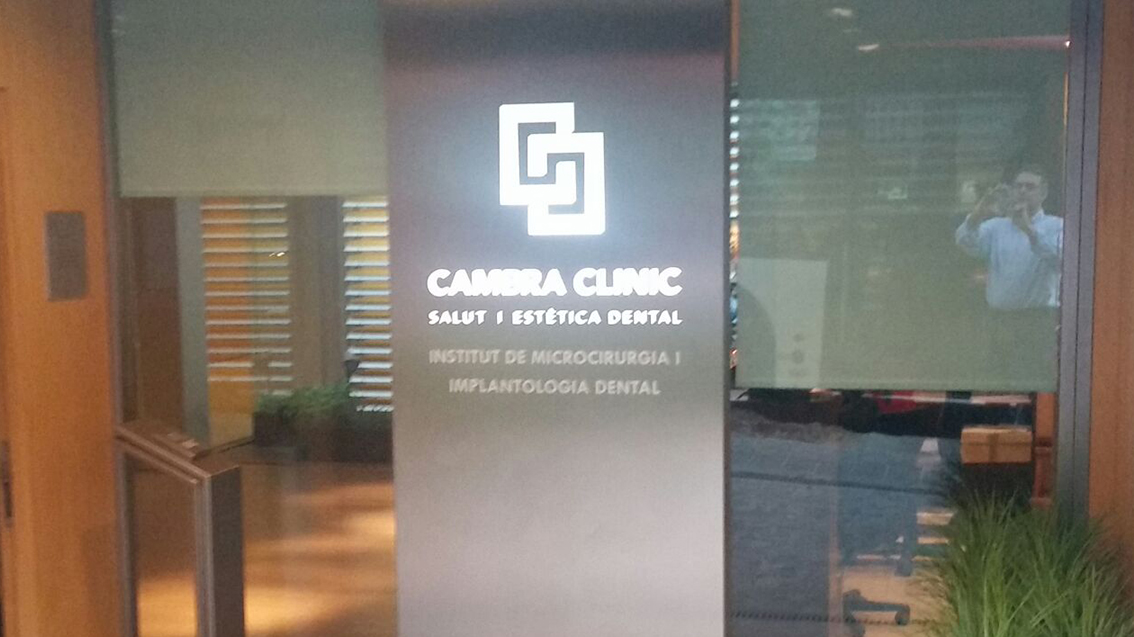 CAMBRA CLINIC
SALUT I ESTÈTICA DENTAL
INSTITUT DE MICROCIRURGIA I
IMPLANTOLOGIA DENTAL